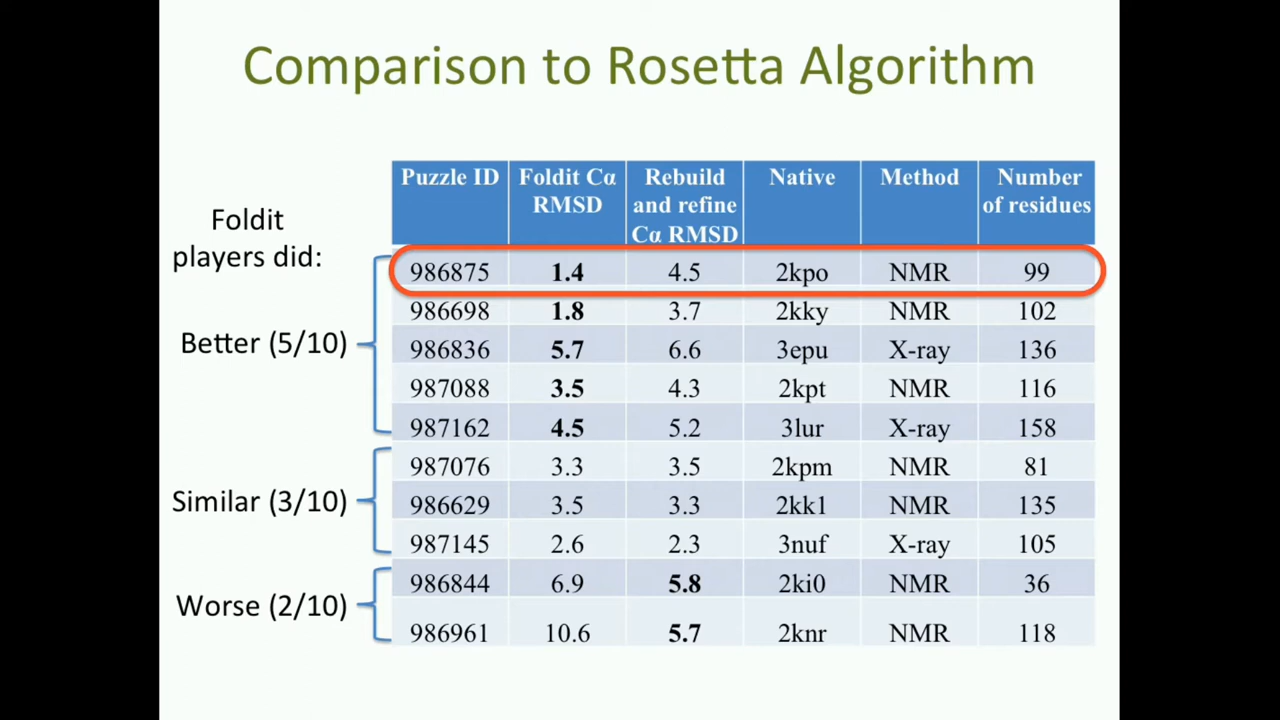 Comparison to Rosetta Algorithm
Foldit
players did:
Better (5/10)
Similar (3/10)
Worse (2/10)
Puzzle ID Foldit Cα RMSD Rebuild and refine Cα RMSD Native Method Number of residues
986875 1.4 4.5 2kpo NMR 99
986698 1.8 3.7 2kky NMR 102
986836 5.7 6.6 3epu X-ray 136
987088 3.5 4.3 2kpt NMR 116
987162 4.5 5.2 3lur X-ray 158
987076 3.3 3.5 2kpm NMR 81
986629 3.5 3.3 2kk1 NMR 135
987145 2.6 2.3 3nuf X-ray 105
986844 6.9 5.8 2ki0 NMR 36
986961 10.6 5.7 2knr NMR 118